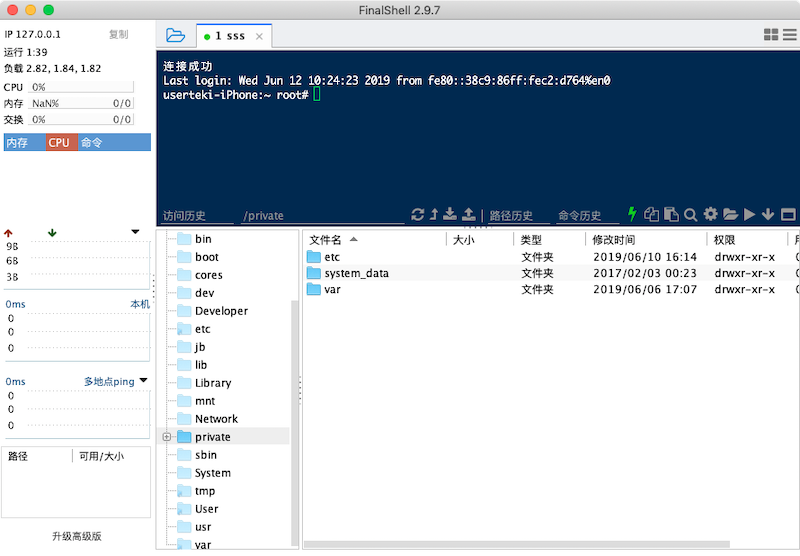 FinalShell 2.9.7
IP 127.0.0.1 复制
运行 1:39
负载 2.82, 1.84, 1.82
CPU 0%
内存 NaN% 0/0
交换 0% 0/0
内存 CPU 命令
9B
6B
3B
0ms 本机
0
0
0
0ms 多地点ping
0
0
0
路径 可用/大小
升级高级版
1 sss
连接成功
Last login: Wed Jun 12 10:24:23 2019 from fe80::38c9:86ff:fec2:d764%en0
userteki-iPhone:~ root#
访问历史 /private 路径历史 命令历史
bin
boot
cores
dev
Developer
etc
jb
lib
Library
mnt
Network
private
sbin
System
tmp
User
usr
var
文件名 大小 类型 修改时间 权限
etc 文件夹 2019/06/10 16:14 drwxr-xr-x
system_data 文件夹 2017/02/03 00:23 drwxr-xr-x
var 文件夹 2019/06/06 17:07 drwxr-xr-x